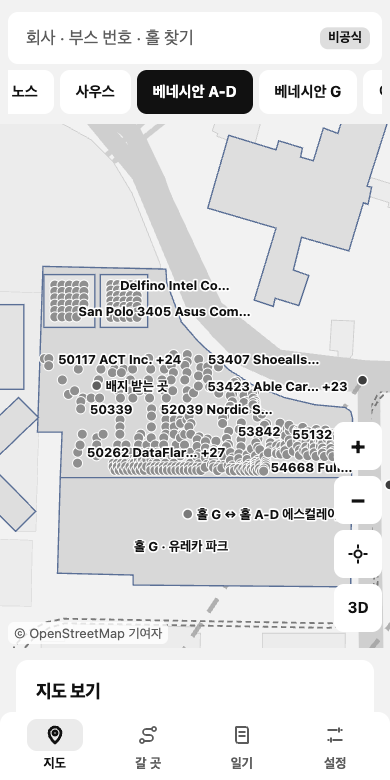 회사 · 부스 번호 · 홀 찾기
비공식
노스
사우스
베네시안 A-D
베네시안 G
Delfino Intel Co...
San Polo 3405 Asus Com...
50117 ACT Inc. +24
53407 Shoealls...
배지 받는 곳
53423 Able Car... +23
50339
52039 Nordic S...
53842
55132
50262 DataFlar... +27
54668 Full...
홀 G ↔ 홀 A-D 에스컬레이
홀 G · 유레카 파크
+
−
3D
© OpenStreetMap 기여자
지도 보기
지도
갈 곳
일기
설정